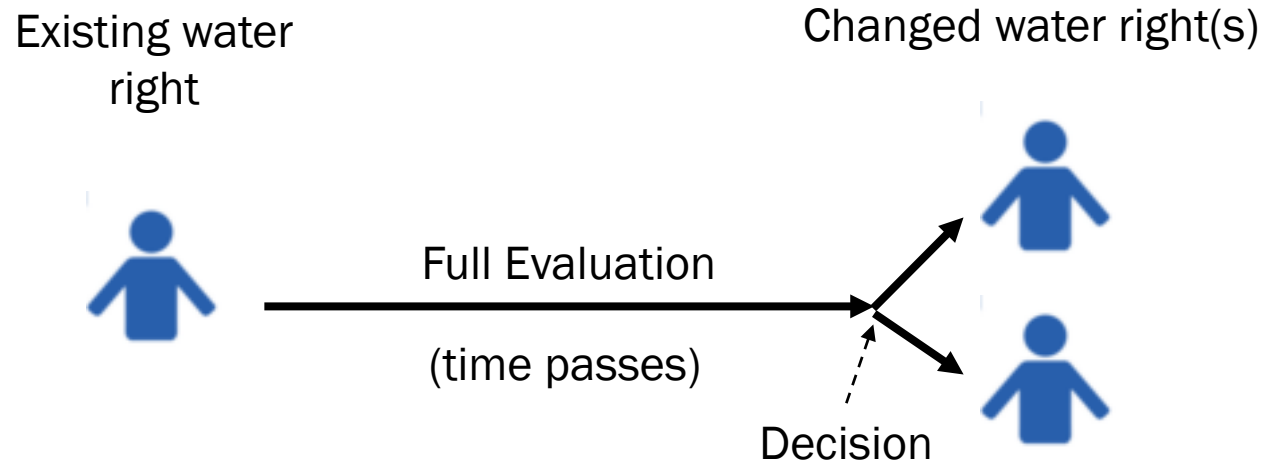 Existing water
right
Changed water right(s)
Full Evaluation
(time passes)
Decision